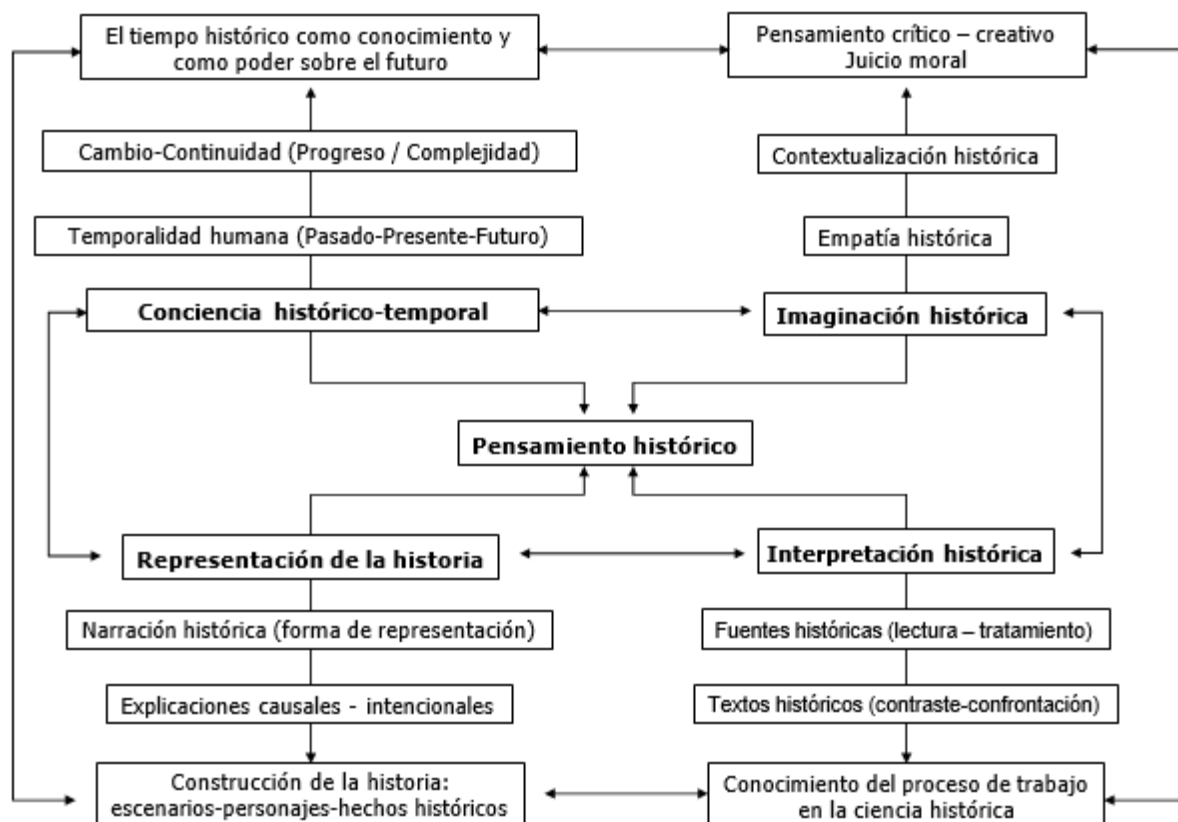 El tiempo histórico como conocimiento y
como poder sobre el futuro
Pensamiento crítico – creativo
Juicio moral
Cambio-Continuidad (Progreso / Complejidad)
Contextualización histórica
Temporalidad humana (Pasado-Presente-Futuro)
Empatía histórica
Conciencia histórico-temporal
Imaginación histórica
Pensamiento histórico
Representación de la historia
Interpretación histórica
Narración histórica (forma de representación)
Fuentes históricas (lectura – tratamiento)
Explicaciones causales - intencionales
Textos históricos (contraste-confrontación)
Construcción de la historia:
escenarios-personajes-hechos históricos
Conocimiento del proceso de trabajo
en la ciencia histórica